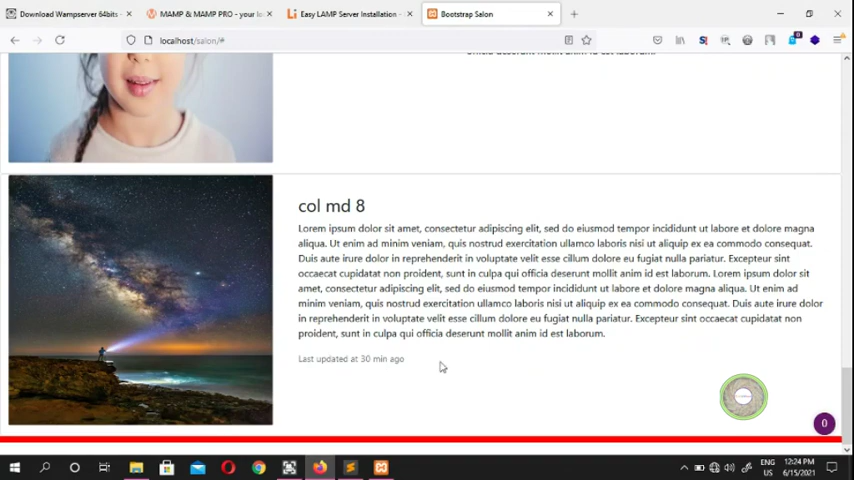 Download Wampserver 64bits
MAMP & MAMP PRO - your lo
Easy LAMP Server Installation -
Bootstrap Salon
localhost/salon/#
0
officia deserunt mollit anim id est laborum.
col md 8
Lorem ipsum dolor sit amet, consectetur adipiscing elit, sed do eiusmod tempor incididunt ut labore et dolore magna
aliqua. Ut enim ad minim veniam, quis nostrud exercitation ullamco laboris nisi ut aliquip ex ea commodo consequat.
Duis aute irure dolor in reprehenderit in voluptate velit esse cillum dolore eu fugiat nulla pariatur. Excepteur sint
occaecat cupidatat non proident, sunt in culpa qui officia deserunt mollit anim id est laborum. Lorem ipsum dolor sit
amet, consectetur adipiscing elit, sed do eiusmod tempor incididunt ut labore et dolore magna aliqua. Ut enim ad
minim veniam, quis nostrud exercitation ullamco laboris nisi ut aliquip ex ea commodo consequat. Duis aute irure dolor
in reprehenderit in voluptate velit esse cillum dolore eu fugiat nulla pariatur. Excepteur sint occaecat cupidatat non
proident, sunt in culpa qui officia deserunt mollit anim id est laborum.
Last updated at 30 min ago
0
ENG
US
12:24 PM
6/15/2021